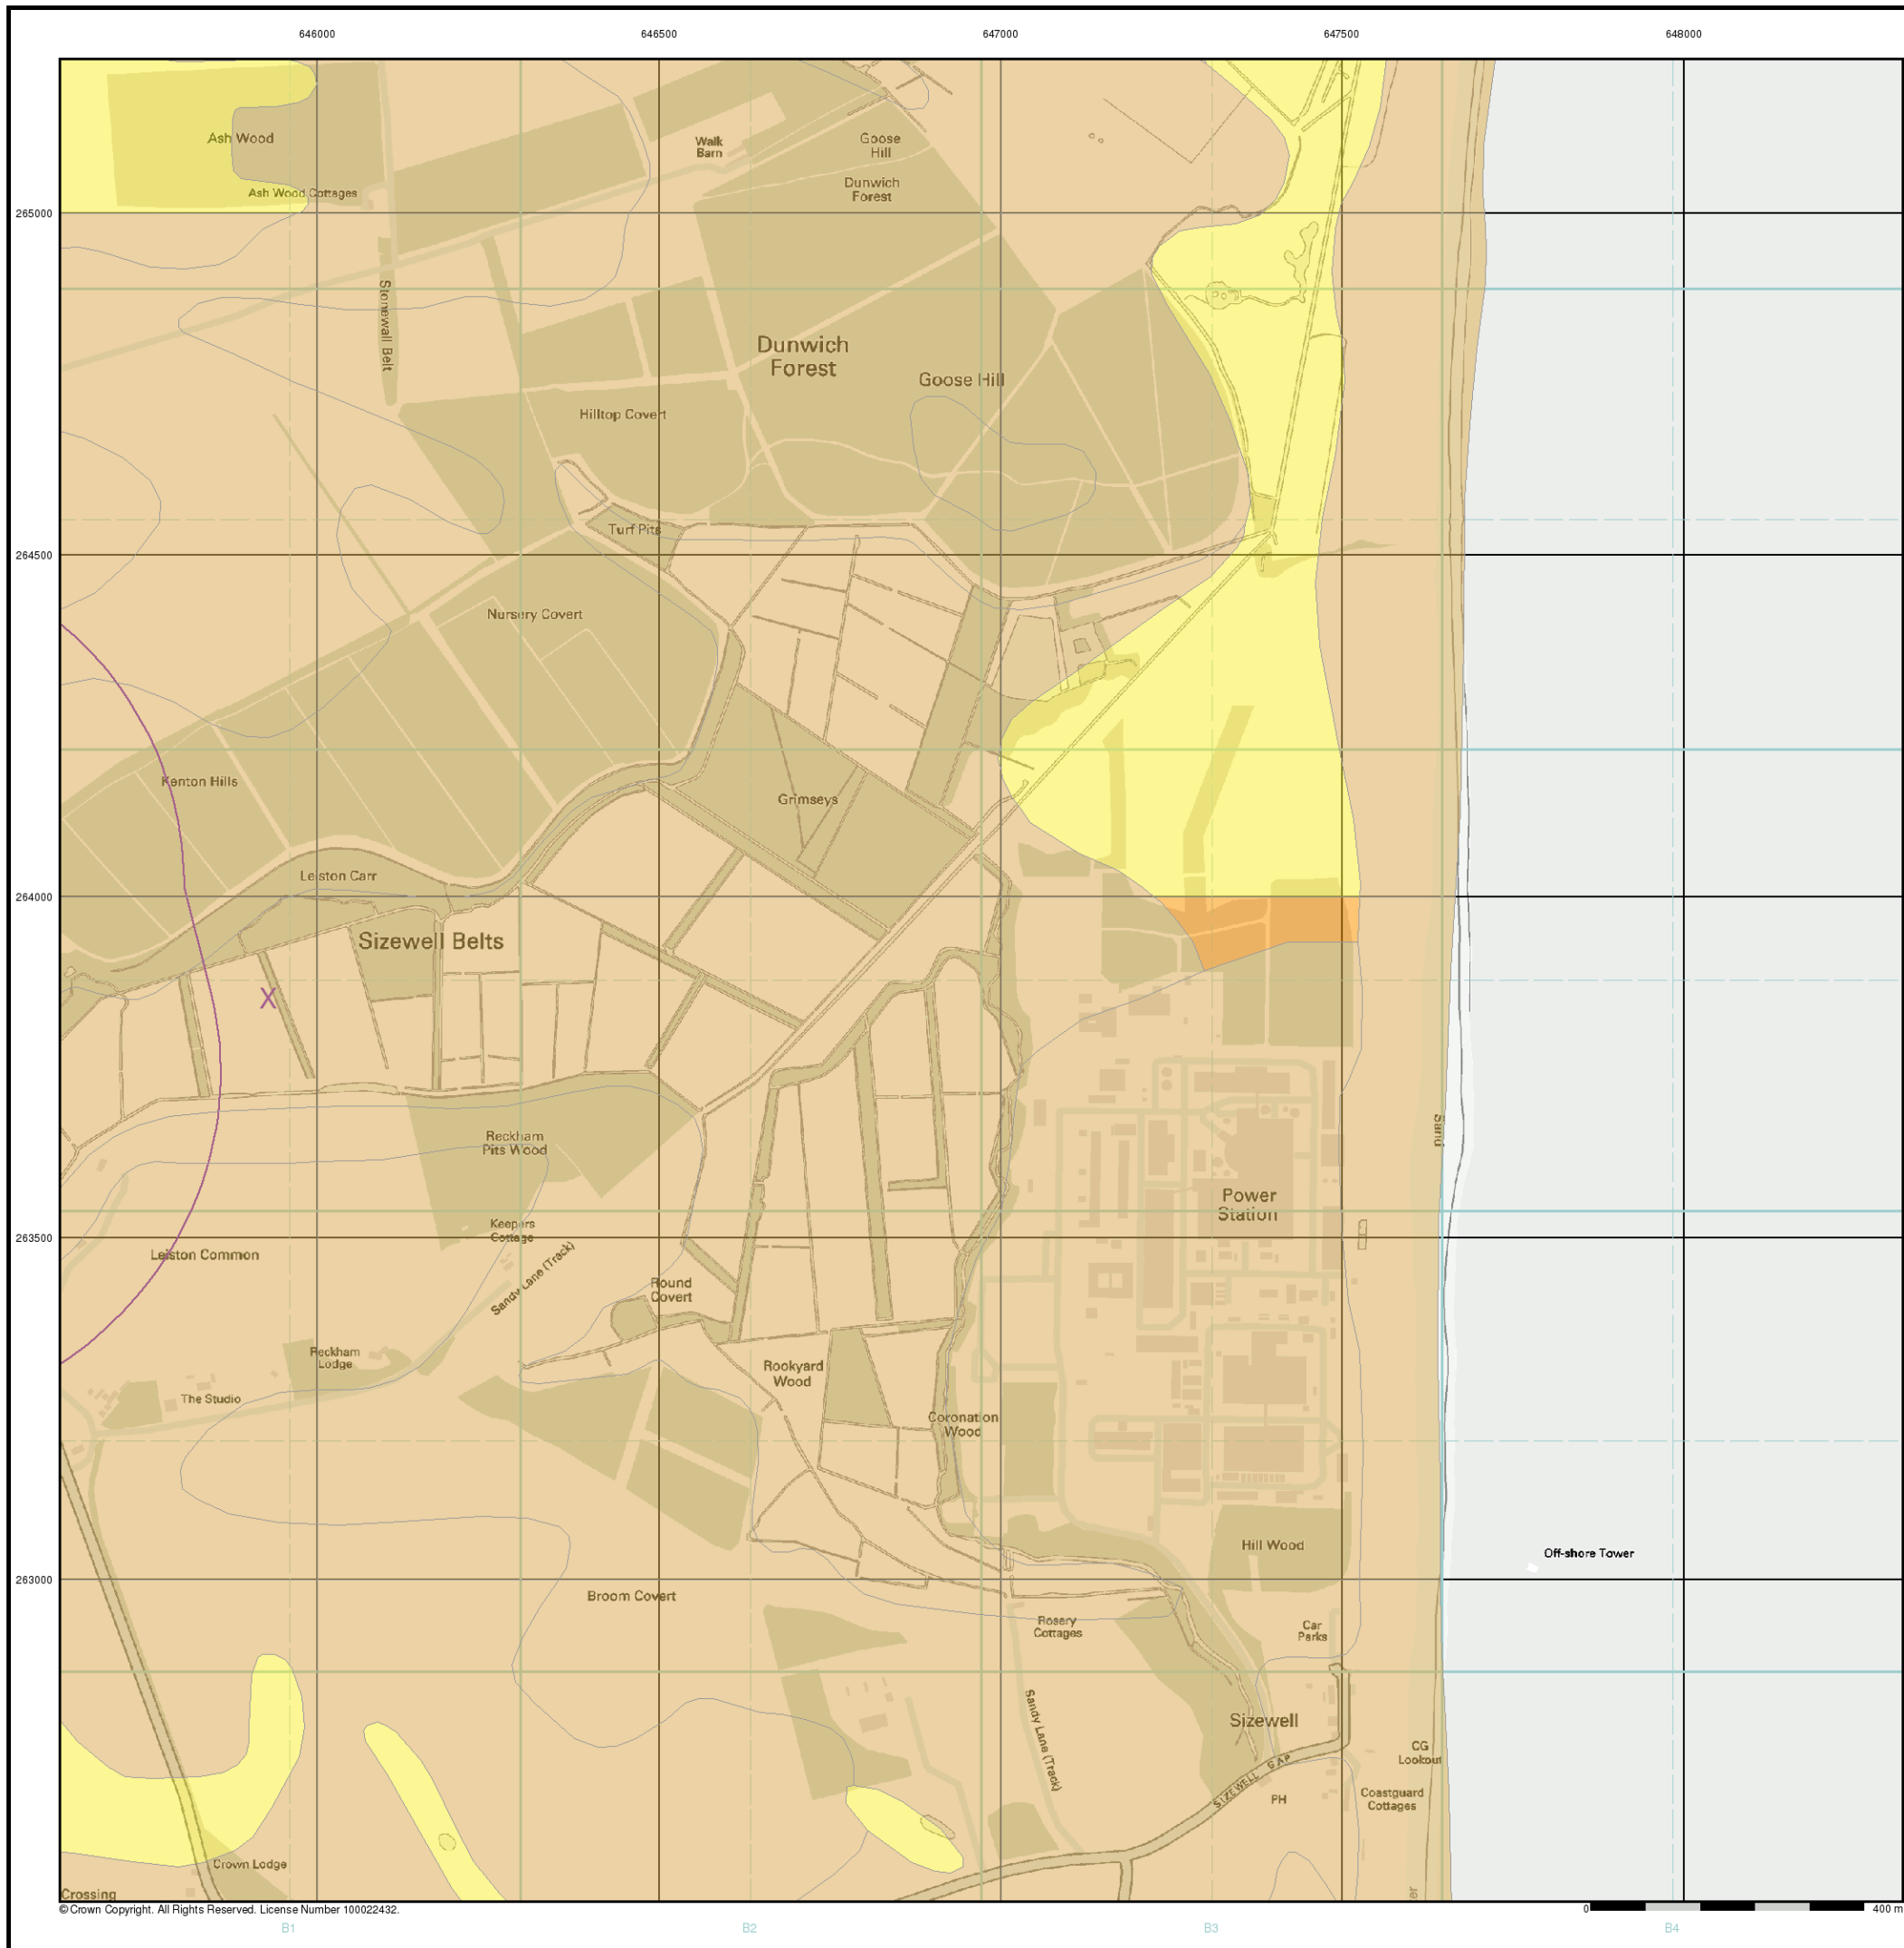 646000 646500 647000 647500 648000
Ash Wood
Walk
Barn
Goose
Hill
Ash Wood Cottages
Dunwich
Forest
265000
Stonewall Belt
Dunwich
Forest
Goose Hill
Hilltop Covert
Turf Pits
264500
Nursery Covert
Kenton Hills
Grimseys
Leiston Carr
264000
Sizewell Belts
X
Reckham
Pits Wood
Sand
Power
Station
Keepers
Cottage
263500
Leiston Common
Sandy Lane (Track)
Round
Covert
Reckham
Lodge
Rookyard
Wood
The Studio
Coronation
Wood
Hill Wood
Off-shore Tower
263000
Broom Covert
Rosery
Cottages
Car
Parks
Sandy Lane (Track)
Sizewell
CG
Lookout
SIZEWELL GAP
PH
Coastguard
Cottages
Crown Lodge
Crossing
er
© Crown Copyright. All Rights Reserved. License Number 100022432.
0 400 m
B1 B2 B3 B4